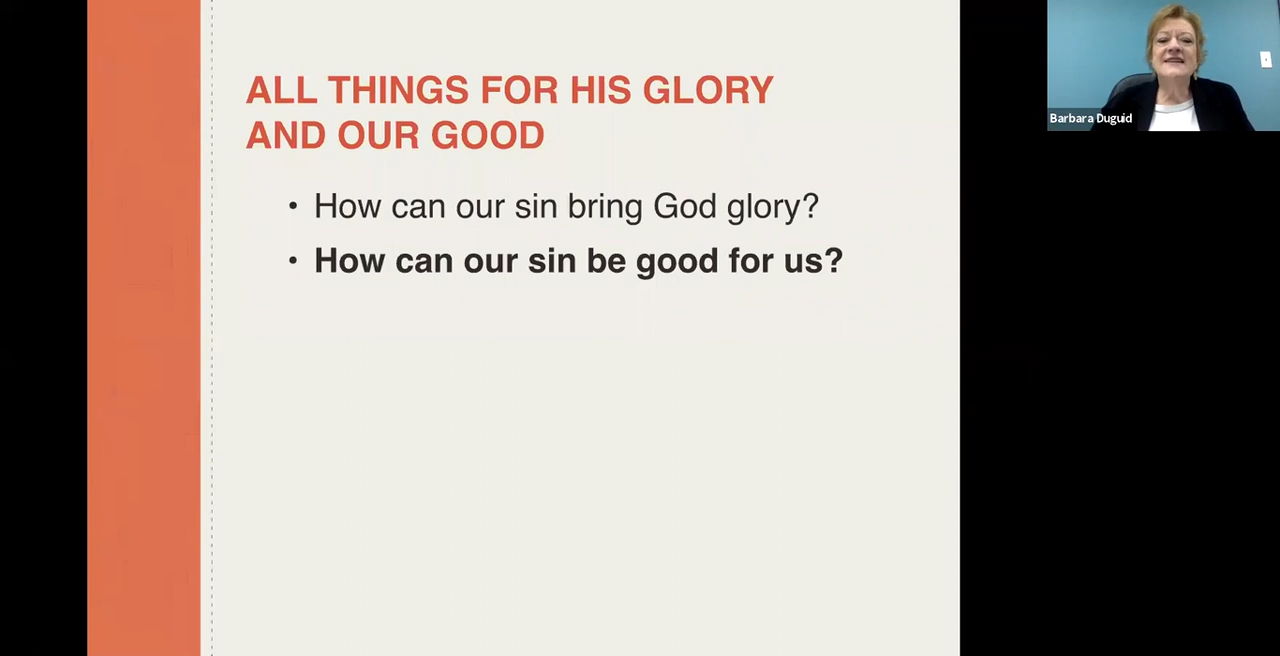 ALL THINGS FOR HIS GLORY
AND OUR GOOD
• How can our sin bring God glory?
• How can our sin be good for us?
Barbara Duguid